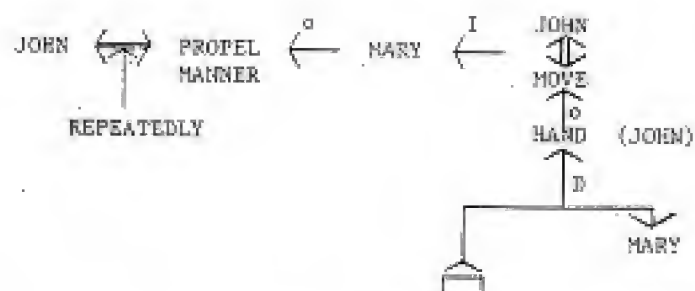 JOHN PROPEL o MARY I JOHN
MANNER MOVE
REPEATEDLY o
HAND (JOHN)
D
MARY